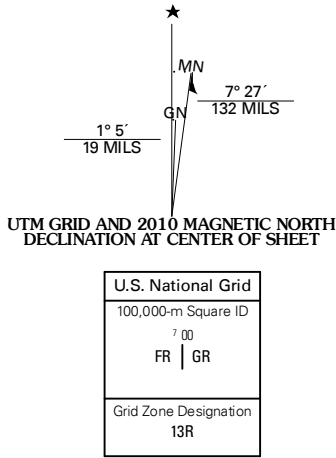 ★
MN
7° 27´
132 MILS
GN
1° 5´
19 MILS
UTM GRID AND 2010 MAGNETIC NORTH
DECLINATION AT CENTER OF SHEET
U.S. National Grid
100,000-m Square ID
7 00
FR | GR
Grid Zone Designation
13R